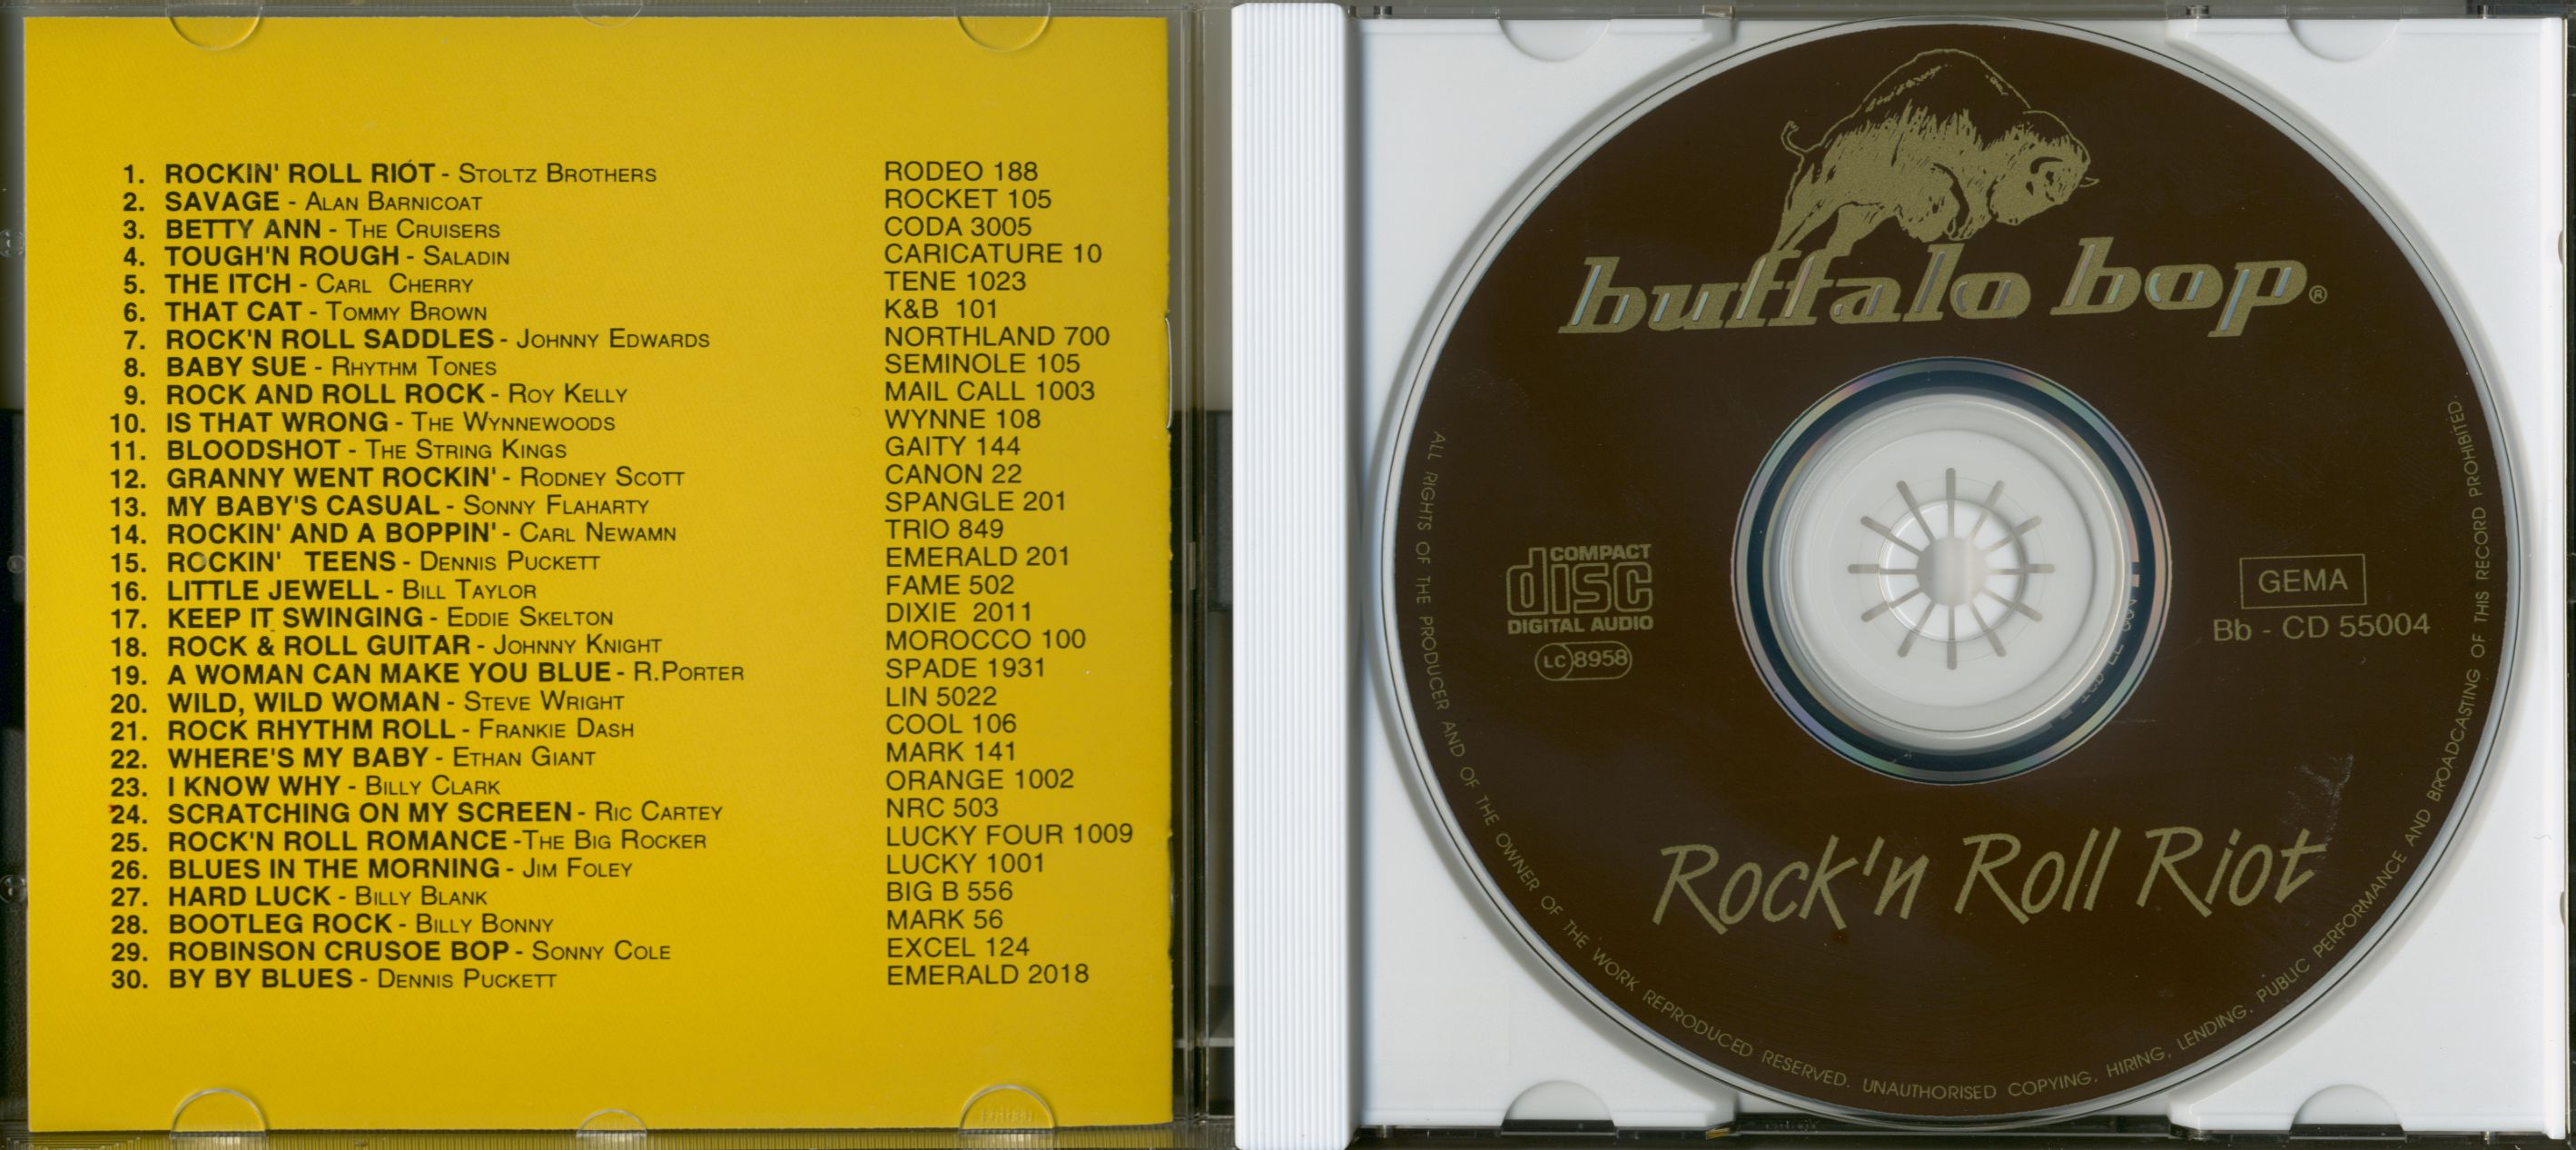 1. ROCKIN' ROLL RIOT - STOLTZ BROTHERS RODEO 188
2. SAVAGE - ALAN BARNICOAT ROCKET 105
3. BETTY ANN - THE CRUISERS CODA 3005
4. TOUGH'N ROUGH - SALADIN CARICATURE 10
5. THE ITCH - CARL CHERRY TENE 1023
6. THAT CAT - TOMMY BROWN K&B 101
7. ROCK'N ROLL SADDLES - JOHNNY EDWARDS NORTHLAND 700
8. BABY SUE - RHYTHM TONES SEMINOLE 105
9. ROCK AND ROLL ROCK - ROY KELLY MAIL CALL 1003
10. IS THAT WRONG - THE WYNNEWOODS WYNNE 108
11. BLOODSHOT - THE STRING KINGS GAITY 144
12. GRANNY WENT ROCKIN' - RODNEY SCOTT CANON 22
13. MY BABY'S CASUAL - SONNY FLAHARTY SPANGLE 201
14. ROCKIN' AND A BOPPIN' - CARL NEWAMN TRIO 849
15. ROCKIN' TEENS - DENNIS PUCKETT EMERALD 201
16. LITTLE JEWELL - BILL TAYLOR FAME 502
17. KEEP IT SWINGING - EDDIE SKELTON DIXIE 2011
18. ROCK & ROLL GUITAR - JOHNNY KNIGHT MOROCCO 100
19. A WOMAN CAN MAKE YOU BLUE - R.PORTER SPADE 1931
20. WILD, WILD WOMAN - STEVE WRIGHT LIN 5022
21. ROCK RHYTHM ROLL - FRANKIE DASH COOL 106
22. WHERE'S MY BABY - ETHAN GIANT MARK 141
23. I KNOW WHY - BILLY CLARK ORANGE 1002
24. SCRATCHING ON MY SCREEN - RIC CARTEY NRC 503
25. ROCK'N ROLL ROMANCE -THE BIG ROCKER LUCKY FOUR 1009
26. BLUES IN THE MORNING - JIM FOLEY LUCKY 1001
27. HARD LUCK - BILLY BLANK BIG B 556
28. BOOTLEG ROCK - BILLY BONNY MARK 56
29. ROBINSON CRUSOE BOP - SONNY COLE EXCEL 124
30. BY BY BLUES - DENNIS PUCKETT EMERALD 2018
buffalo bop®
COMPACT
disc
DIGITAL AUDIO
LC 8958
GEMA
Bb - CD 55004
Rock'n Roll Riot
ALL RIGHTS OF THE PRODUCER AND OF THE OWNER OF THE WORK REPRODUCED RESERVED. UNAUTHORISED COPYING, HIRING, LENDING, PUBLIC PERFORMANCE AND BROADCASTING OF THIS RECORD PROHIBITED.